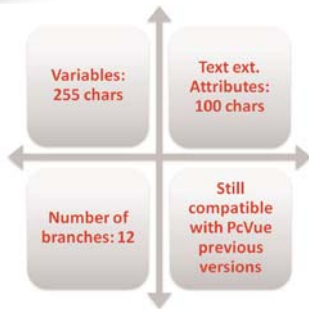 Variables:
255 chars
Text ext.
Attributes:
100 chars
Number of
branches: 12
Still
compatible
with PcVue
previous
versions